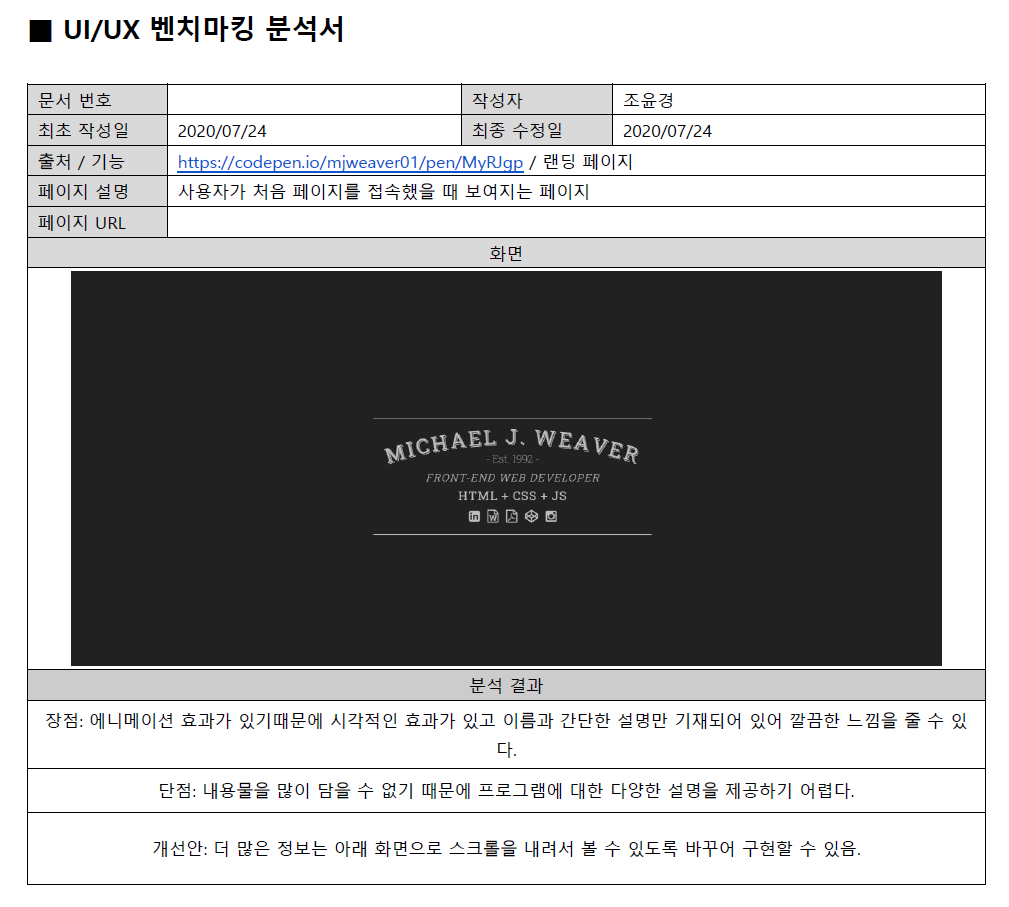 ■ UI/UX 벤치마킹 분석서
문서 번호 작성자 조윤경
최초 작성일 2020/07/24 최종 수정일 2020/07/24
출처 / 기능 https://codepen.io/mjweaver01/pen/MyRJgp / 랜딩 페이지
페이지 설명 사용자가 처음 페이지를 접속했을 때 보여지는 페이지
페이지 URL
화면
MICHAEL J. WEAVER
- Est. 1992 -
FRONT-END WEB DEVELOPER
HTML + CSS + JS
분석 결과
장점: 에니메이션 효과가 있기때문에 시각적인 효과가 있고 이름과 간단한 설명만 기재되어 있어 깔끔한 느낌을 줄 수 있
다.
단점: 내용물을 많이 담을 수 없기 때문에 프로그램에 대한 다양한 설명을 제공하기 어렵다.
개선안: 더 많은 정보는 아래 화면으로 스크롤을 내려서 볼 수 있도록 바꾸어 구현할 수 있음.